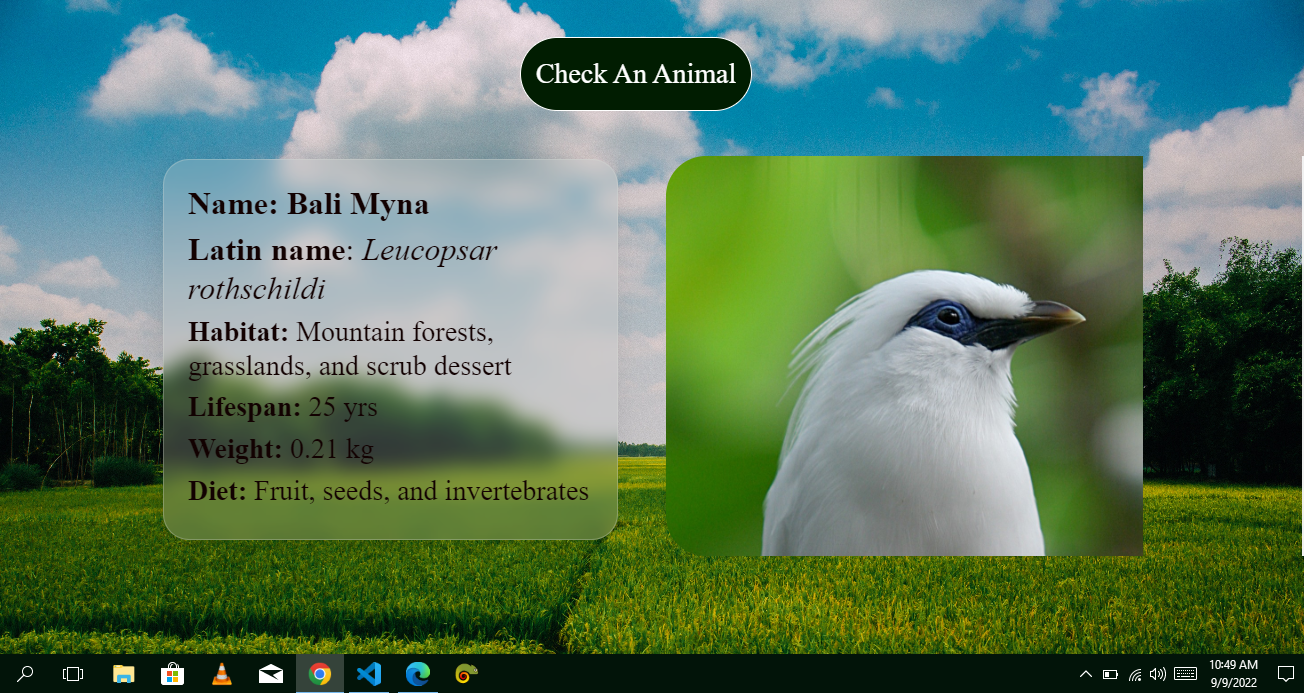 Check An Animal
Name: Bali Myna
Latin name: Leucopsar
rothschildi
Habitat: Mountain forests,
grasslands, and scrub dessert
Lifespan: 25 yrs
Weight: 0.21 kg
Diet: Fruit, seeds, and invertebrates
10:49 AM
9/9/2022